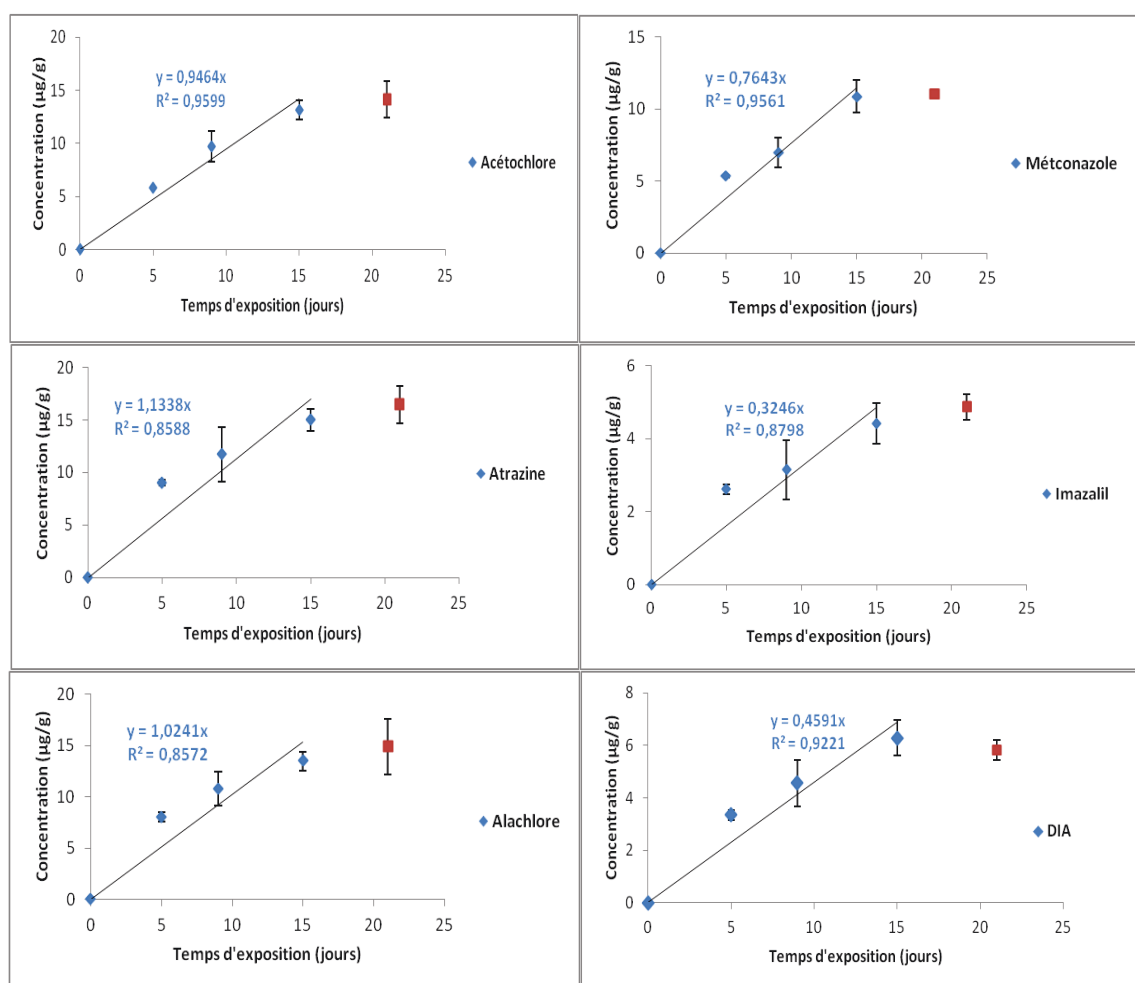 20
15
10
5
0
Concentration (µg/g)
y = 0,9464x
R² = 0,9599
0 5 10 15 20 25
Temps d'exposition (jours)
Acétochlore
15
10
5
0
Concentration (µg/g)
y = 0,7643x
R² = 0,9561
0 5 10 15 20 25
Temps d'exposition (jours)
Métconazole
20
15
10
5
0
Concentration (µg/g)
y = 1,1338x
R² = 0,8588
0 5 10 15 20 25
Temps d'exposition (jours)
Atrazine
6
4
2
0
Concentration (µg/g)
y = 0,3246x
R² = 0,8798
0 5 10 15 20 25
Temps d'exposition (jours)
Imazalil
20
15
10
5
0
Concentration (µg/g)
y = 1,0241x
R² = 0,8572
0 5 10 15 20 25
Temps d'exposition (jours)
Alachlore
8
6
4
2
0
Concentration (µg/g)
y = 0,4591x
R² = 0,9221
0 5 10 15 20 25
Temps d'exposition (jours)
DIA